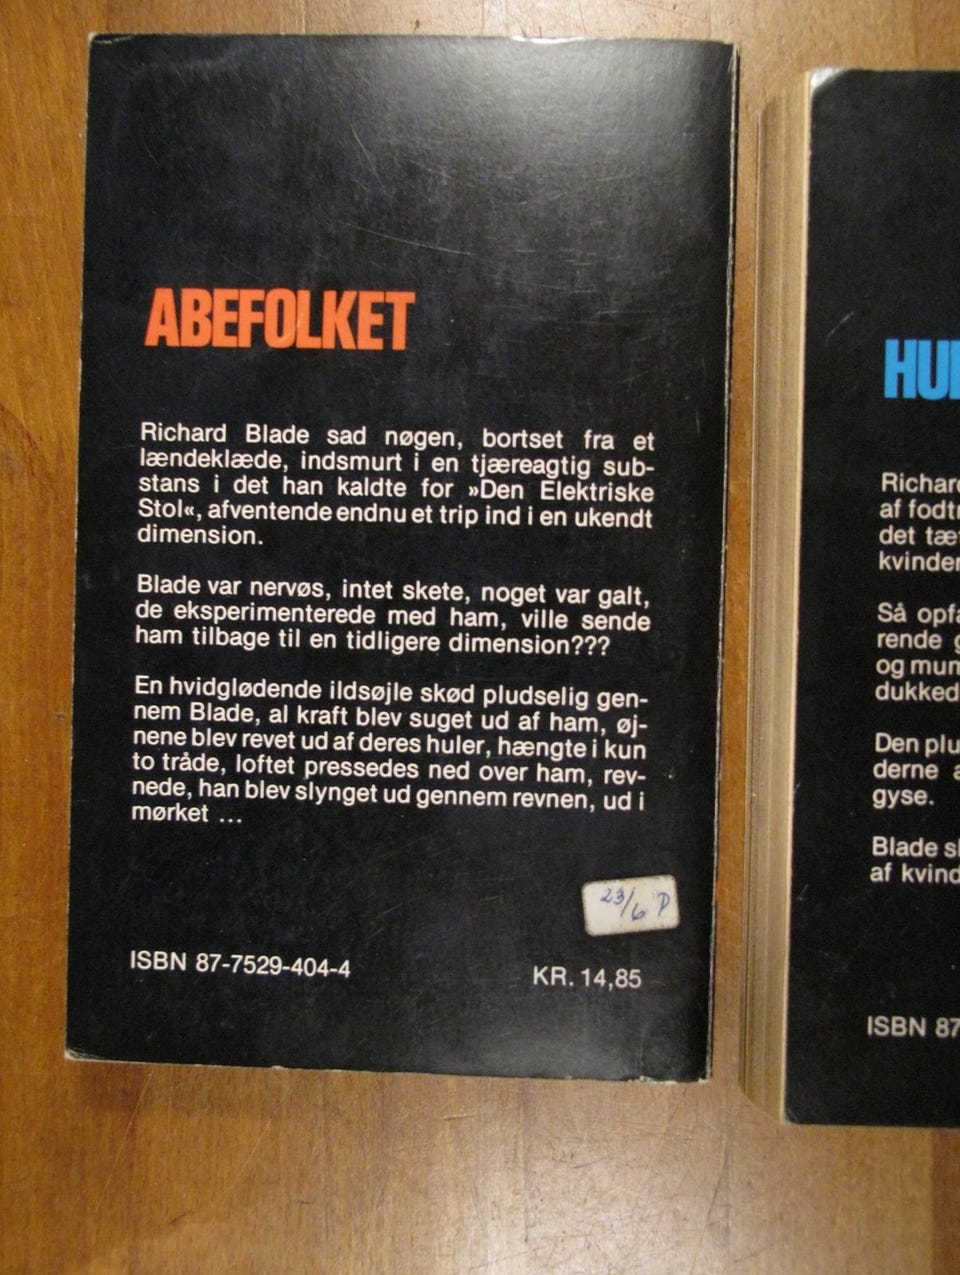 ABEFOLKET
Richard Blade sad nøgen, bortset fra et
lændeklæde, indsmurt i en tjæreagtig sub-
stans i det han kaldte for »Den Elektriske
Stol«, afventende endnu et trip ind i en ukendt
dimension.
Blade var nervøs, intet skete, noget var galt,
de eksperimenterede med ham, ville sende
ham tilbage til en tidligere dimension???
En hvidglødende ildsøjle skød pludselig gen-
nem Blade, al kraft blev suget ud af ham, øj-
nene blev revet ud af deres huler, hængte i kun
to tråde, loftet pressedes ned over ham, rev-
nede, han blev slynget ud gennem revnen, ud i
mørket ...
23/6 P
ISBN 87-7529-404-4
KR. 14,85
Richard
af fodtr
det tæt
kvinder
Så opfa
rende g
og mun
dukked
Den plu
derne a
gyse.
Blade sk
af kvind
ISBN 87